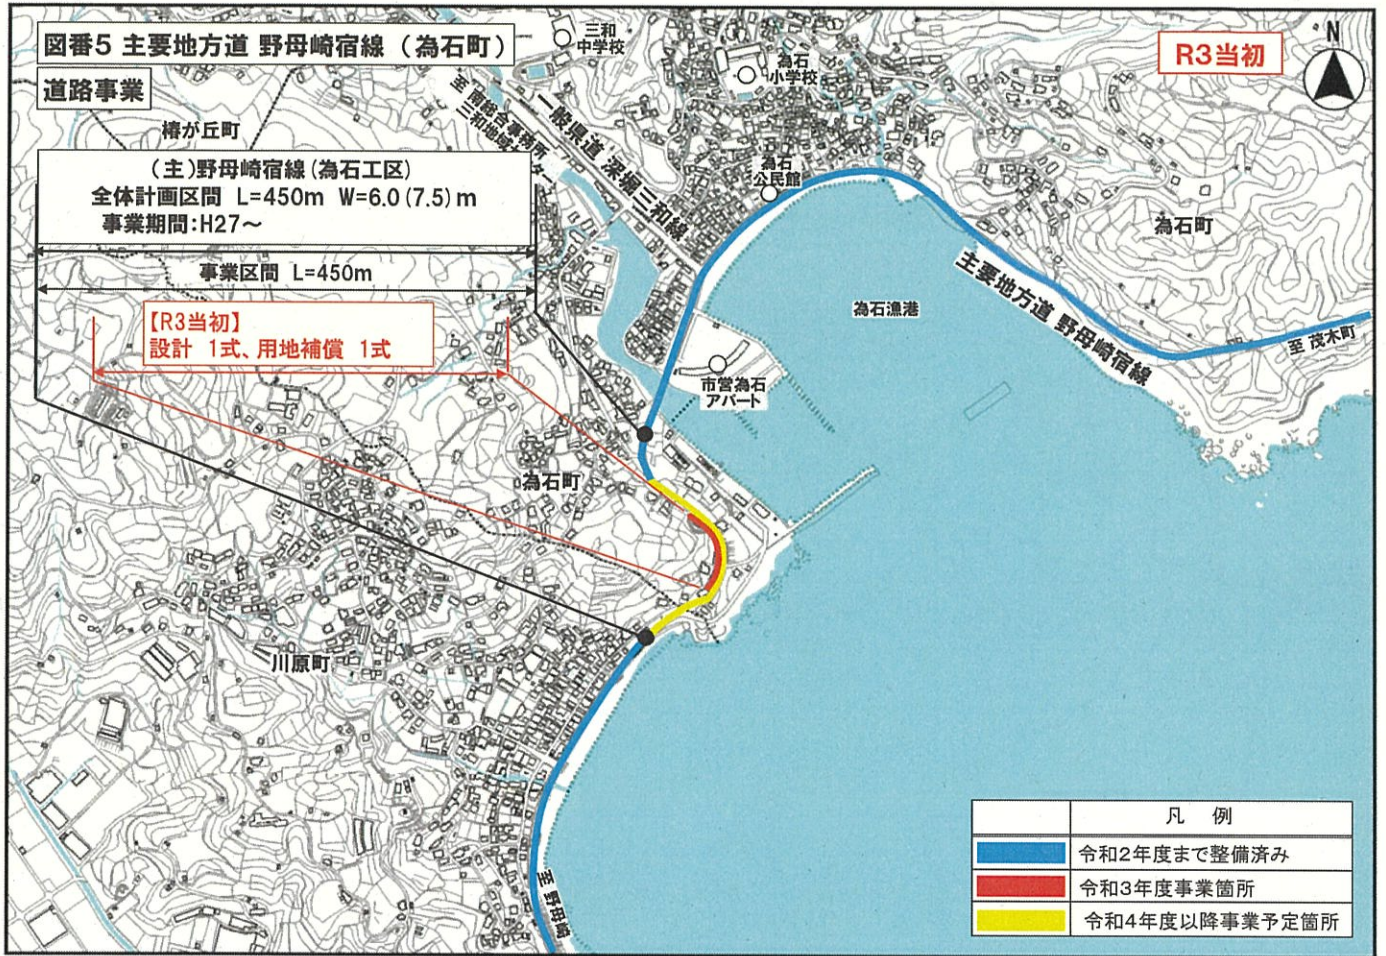 図番5 主要地方道 野母崎宿線（為石町）
道路事業
R3当初
N
三和
中学校
為石
小学校
椿が丘町
至 南総合事務所
一般県道 深堀三和線
為石
公民館
為石町
(主)野母崎宿線(為石工区)
全体計画区間 L=450m W=6.0(7.5)m
事業期間:H27～
事業区間 L=450m
【R3当初】
設計 1式、用地補償 1式
主要地方道 野母崎宿線
至 茂木町
為石漁港
市営為石
アパート
為石町
川原町
至 野母崎
凡 例
令和2年度まで整備済み
令和3年度事業箇所
令和4年度以降事業予定箇所